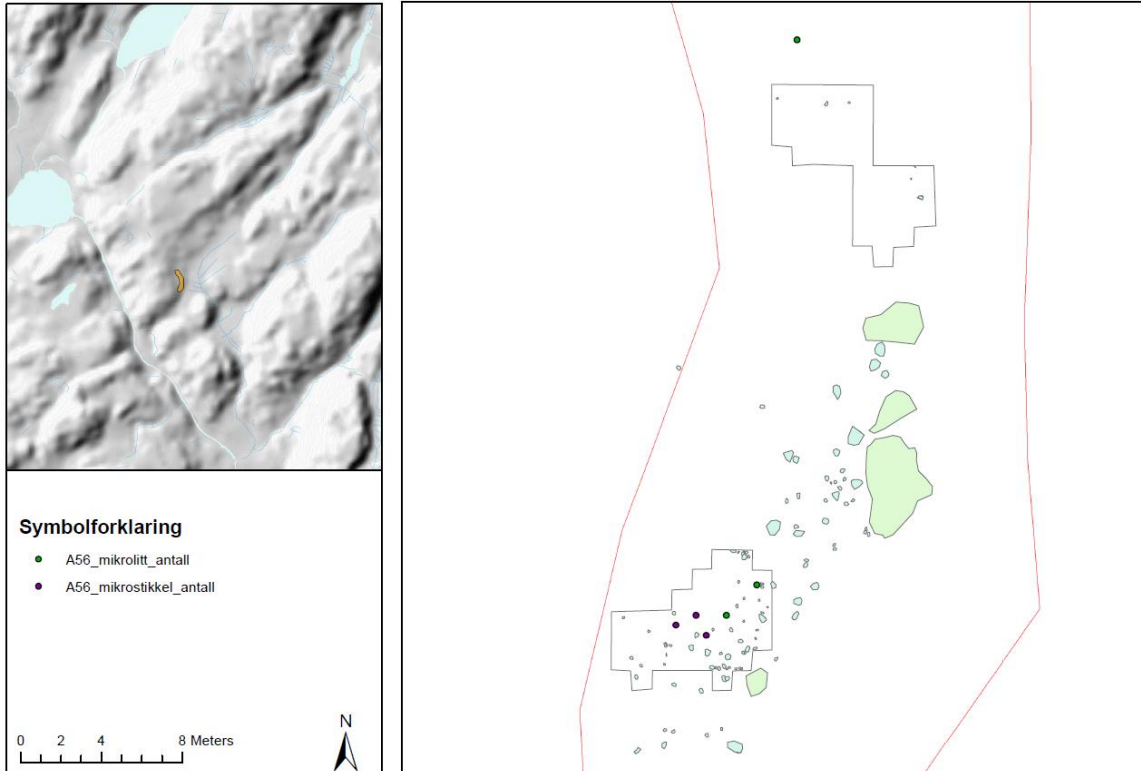 Symbolforklaring
A56_mikrolitt_antall
A56_mikrostikkel_antall
N
0 2 4 8 Meters